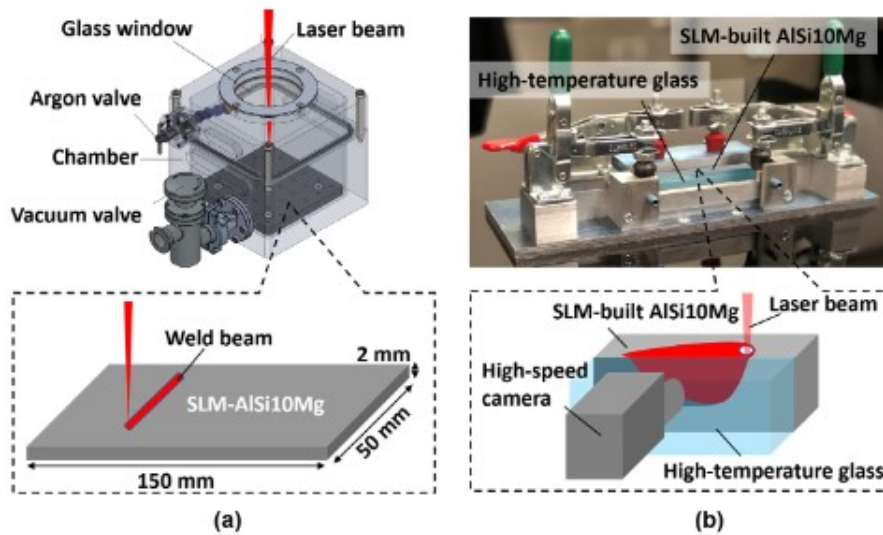 Glass window
Laser beam
Argon valve
Chamber
Vacuum valve
Weld beam
2 mm
SLM-AlSi10Mg
50 mm
150 mm
(a)
SLM-built AlSi10Mg
High-temperature glass
SLM-built AlSi10Mg
Laser beam
High-speed
camera
High-temperature glass
(b)